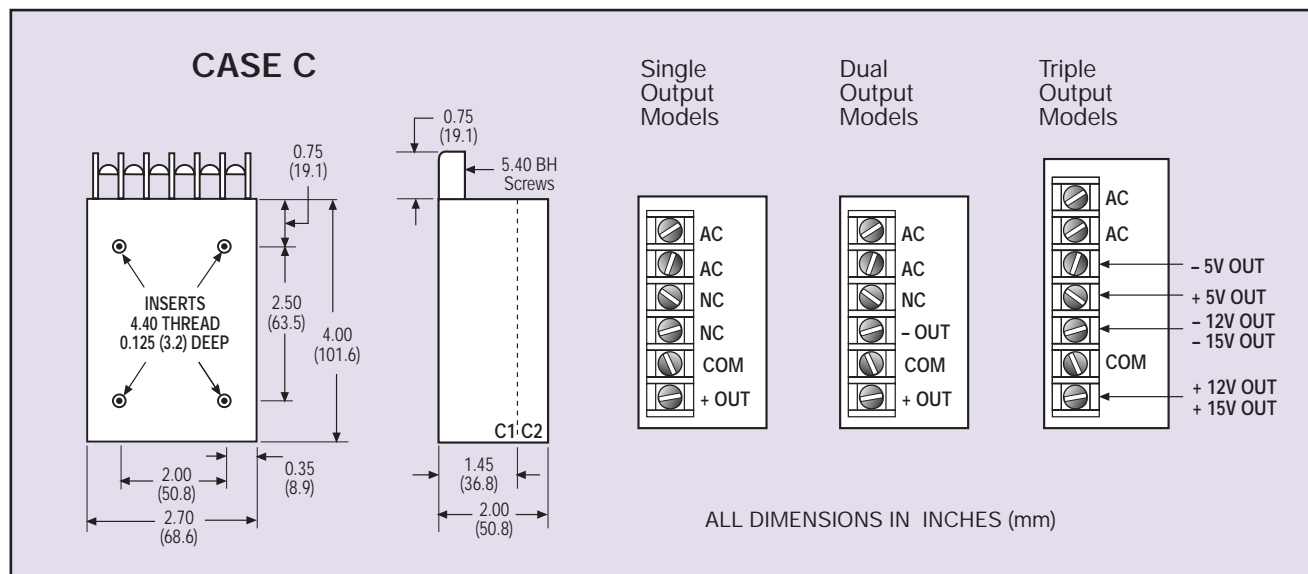 CASE C
0.75
(19.1)
INSERTS
4.40 THREAD
0.125 (3.2) DEEP
2.50
(63.5)
4.00
(101.6)
2.00
(50.8)
0.35
(8.9)
2.70
(68.6)
0.75
(19.1)
5.40 BH
Screws
C1 C2
1.45
(36.8)
2.00
(50.8)
Single
Output
Models
AC
AC
NC
NC
COM
+ OUT
Dual
Output
Models
AC
AC
NC
– OUT
COM
+ OUT
Triple
Output
Models
AC
AC
– 5V OUT
+ 5V OUT
– 12V OUT
– 15V OUT
COM
+ 12V OUT
+ 15V OUT
ALL DIMENSIONS IN INCHES (mm)